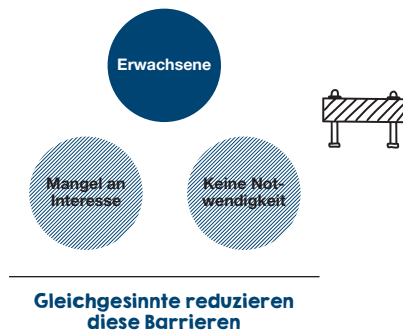 Erwachsene
Mangel an
Interesse
Keine Not-
wendigkeit
Gleichgesinnte reduzieren
diese Barrieren